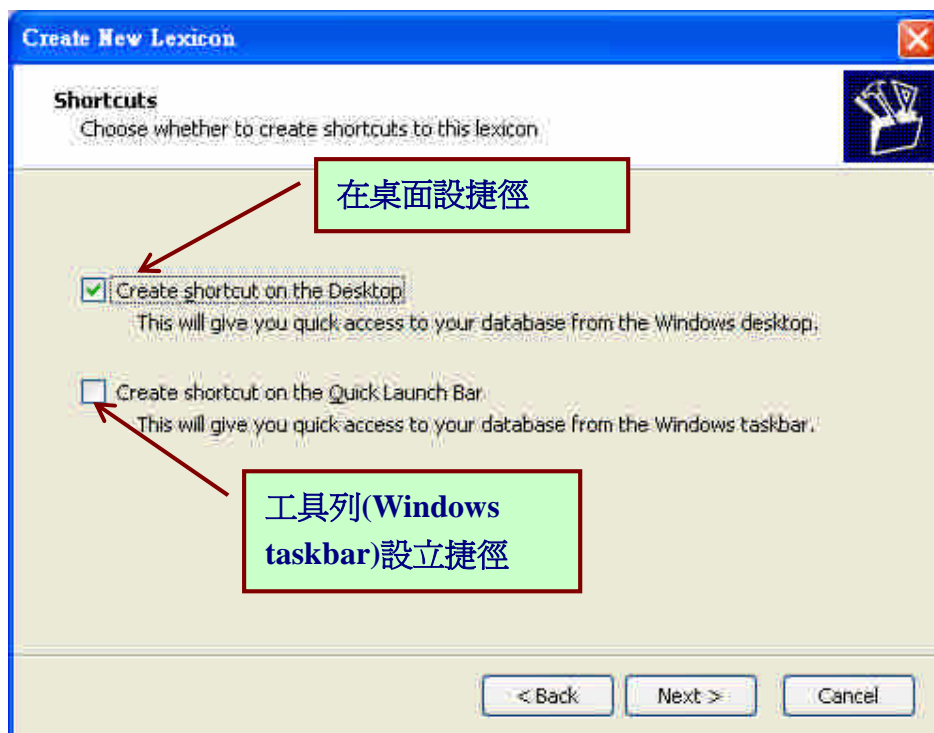 Create New Lexicon
Shortcuts
Choose whether to create shortcuts to this lexicon
在桌面設捷徑
Create shortcut on the Desktop
This will give you quick access to your database from the Windows desktop.
Create shortcut on the Quick Launch Bar
This will give you quick access to your database from the Windows taskbar.
工具列(Windows
taskbar)設立捷徑
< Back
Next >
Cancel